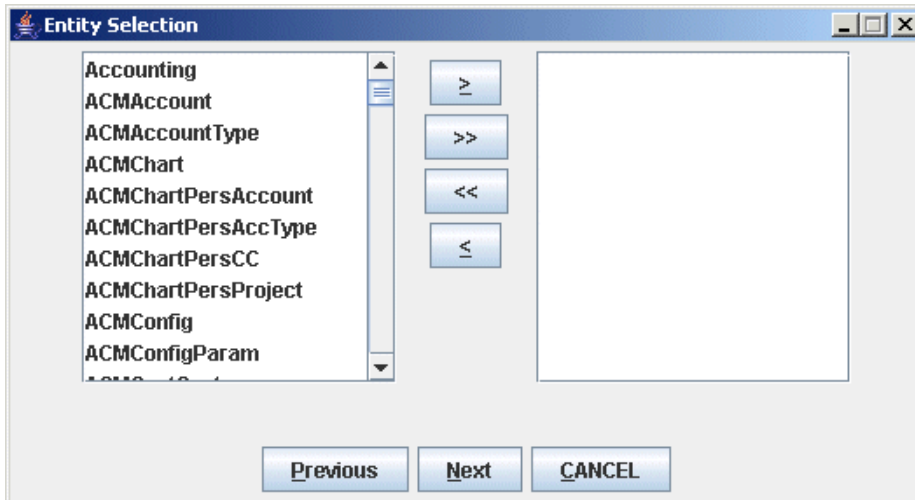 Entity Selection
Accounting
ACMAccount
ACMAccountType
ACMChart
ACMChartPersAccount
ACMChartPersAccType
ACMChartPersCC
ACMChartPersProject
ACMConfig
ACMConfigParam
>
>>
<<
<
Previous
Next
CANCEL